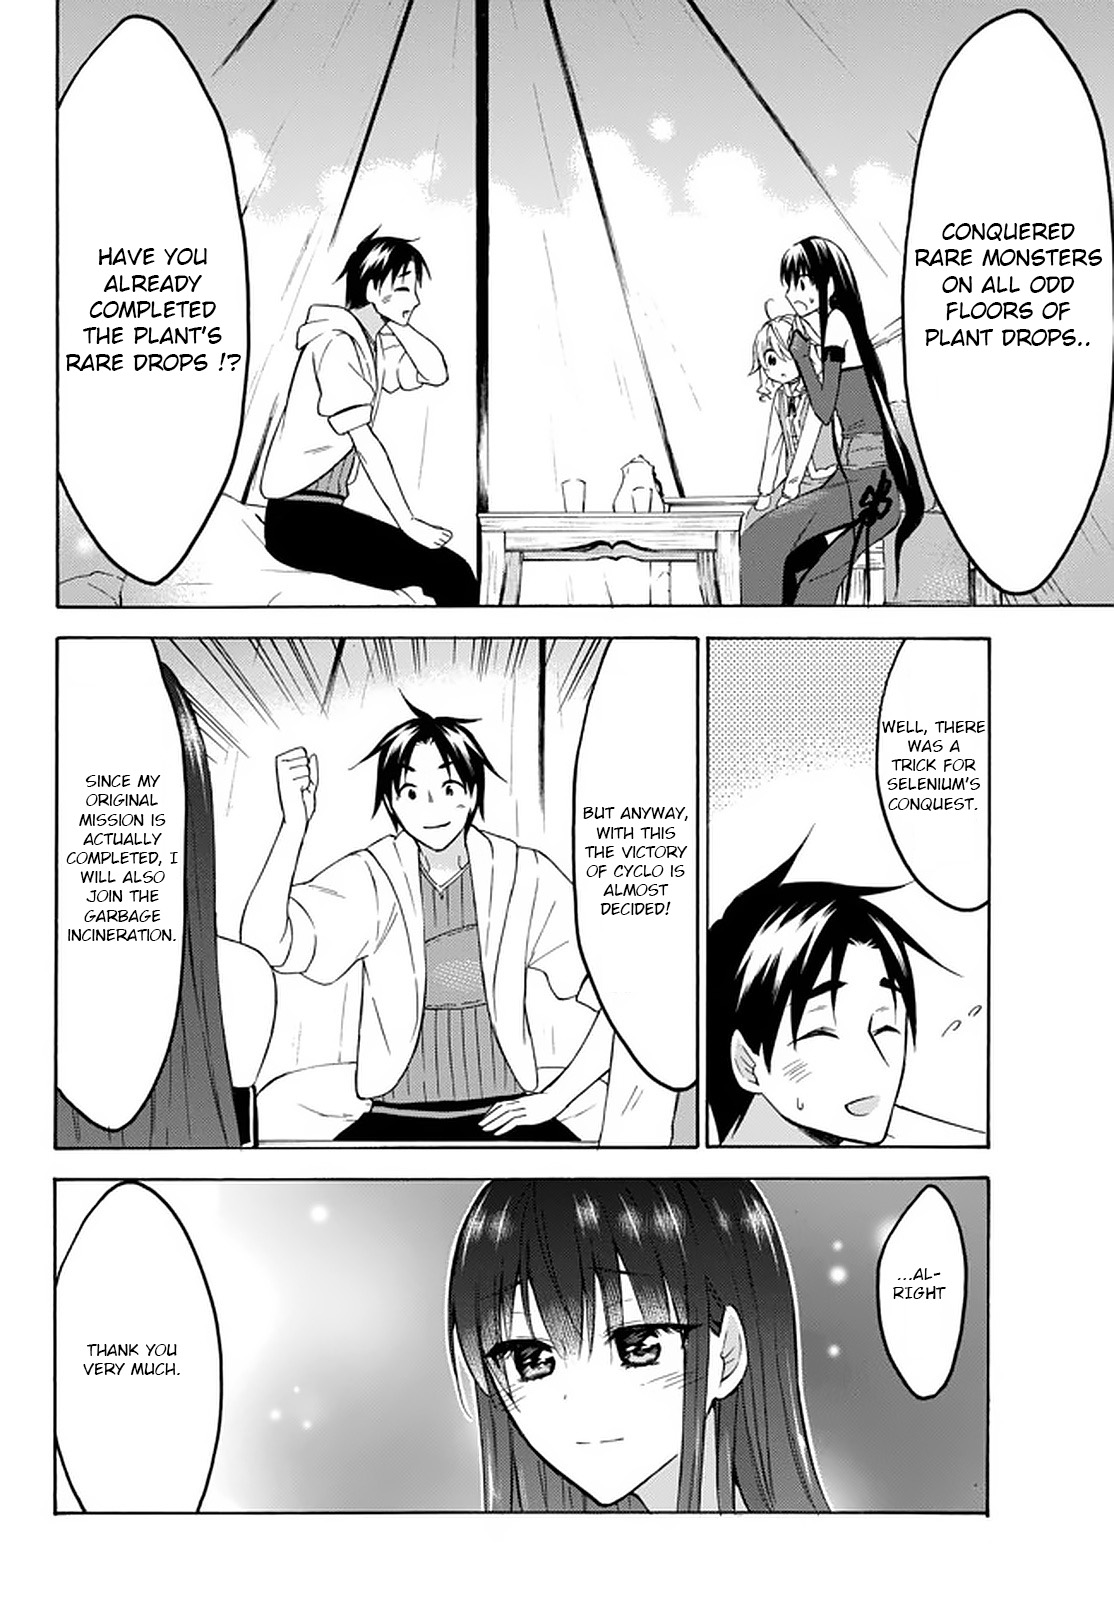 CONQUERED
RARE MONSTERS
ON ALL ODD
FLOORS OF
PLANT DROPS..
HAVE YOU
ALREADY
COMPLETED
THE PLANT'S
RARE DROPS !?
WELL, THERE
WAS A
TRICK FOR
SELENIUM'S
CONQUEST.
BUT ANYWAY,
WITH THIS
THE VICTORY
OF CYCLO IS
ALMOST
DECIDED!
SINCE MY
ORIGINAL
MISSION IS
ACTUALLY
COMPLETED, I
WILL ALSO
JOIN THE
GARBAGE
INCINERATION.
...AL-
RIGHT
THANK YOU
VERY MUCH.